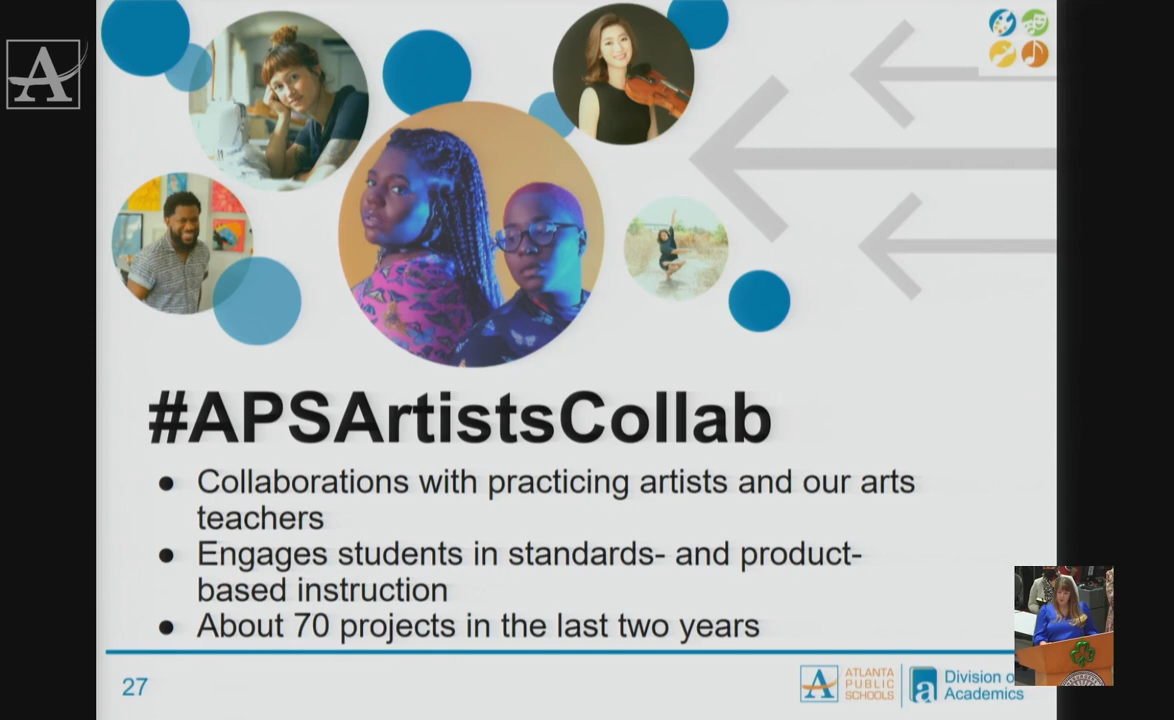 A
#APSArtistsCollab
● Collaborations with practicing artists and our arts
teachers
● Engages students in standards- and product-
based instruction
● About 70 projects in the last two years
27
ATLANTA
PUBLIC
SCHOOLS
a
Division
Academics